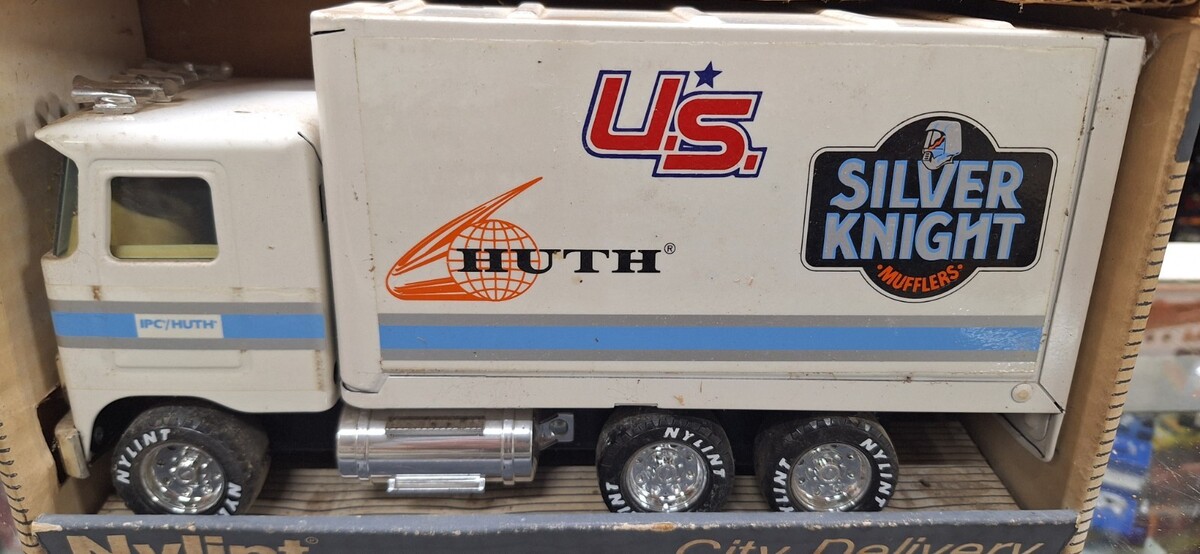 U.S.
HUTH®
SILVER
KNIGHT
MUFFLERS
IPC/HUTH
NYLINT
NYLINT
NYLINT
Nylint®
City Delivery